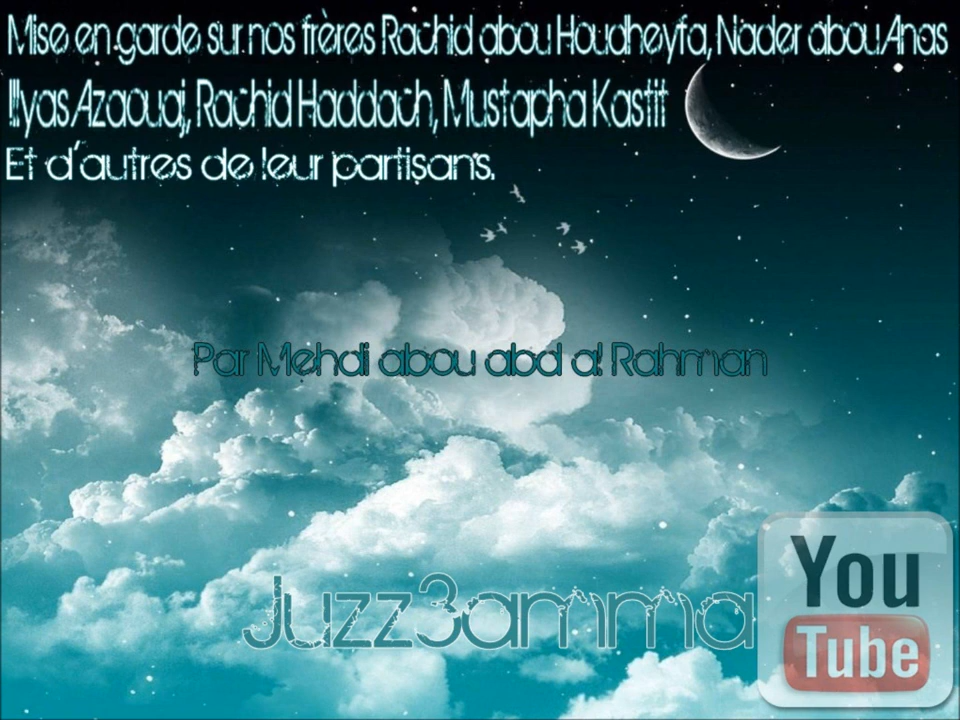 Mise en garde sur nos frères Rachid abou Houdheyfa, Nader abou Anas
Illyas Azaouaj, Rachid Haddach, Mustapha Kastit
Et d'autres de leur partisans.
Par Mehdi abou abd al Rahman
Juzz3amma
You
Tube